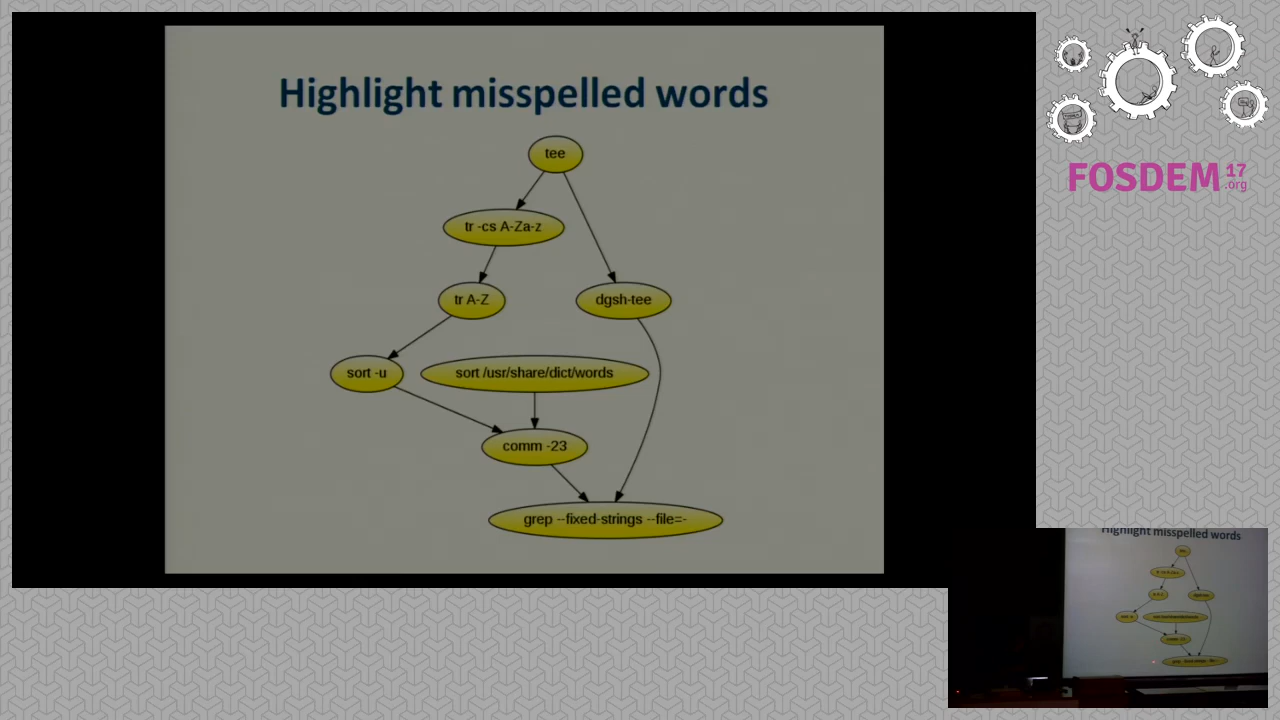 Highlight misspelled words
tee
tr -cs A-Za-z
tr A-Z
dgsh-tee
sort -u
sort /usr/share/dict/words
comm -23
grep --fixed-strings --file=-
FOSDEM 17
.org
Highlight misspelled words